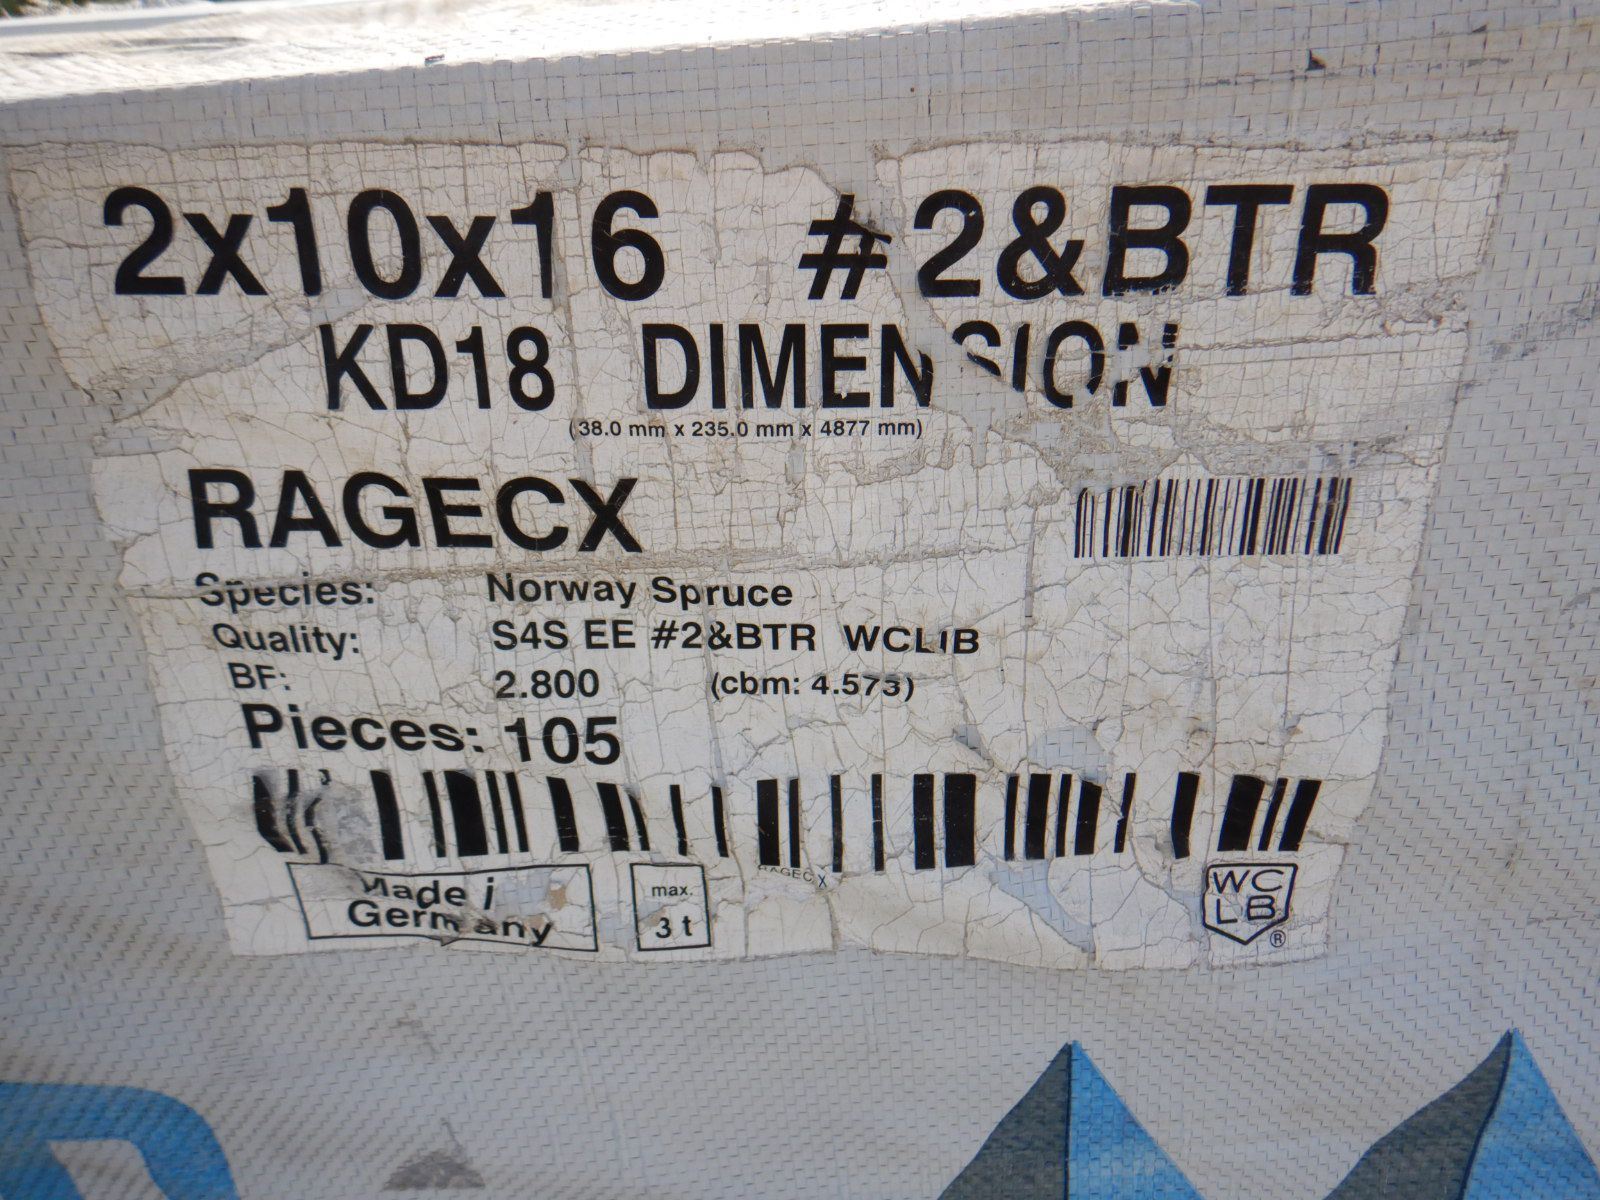 2x10x16 #2&BTR
KD18 DIMENSION
(38.0 mm x 235.0 mm x 4877 mm)
RAGECX
Species: Norway Spruce
Quality: S4S EE #2&BTR WCLIB
BF: 2.800 (cbm: 4.573)
Pieces: 105
RAGECX
Made i
Germany
max.
3 t
WC
LB
®